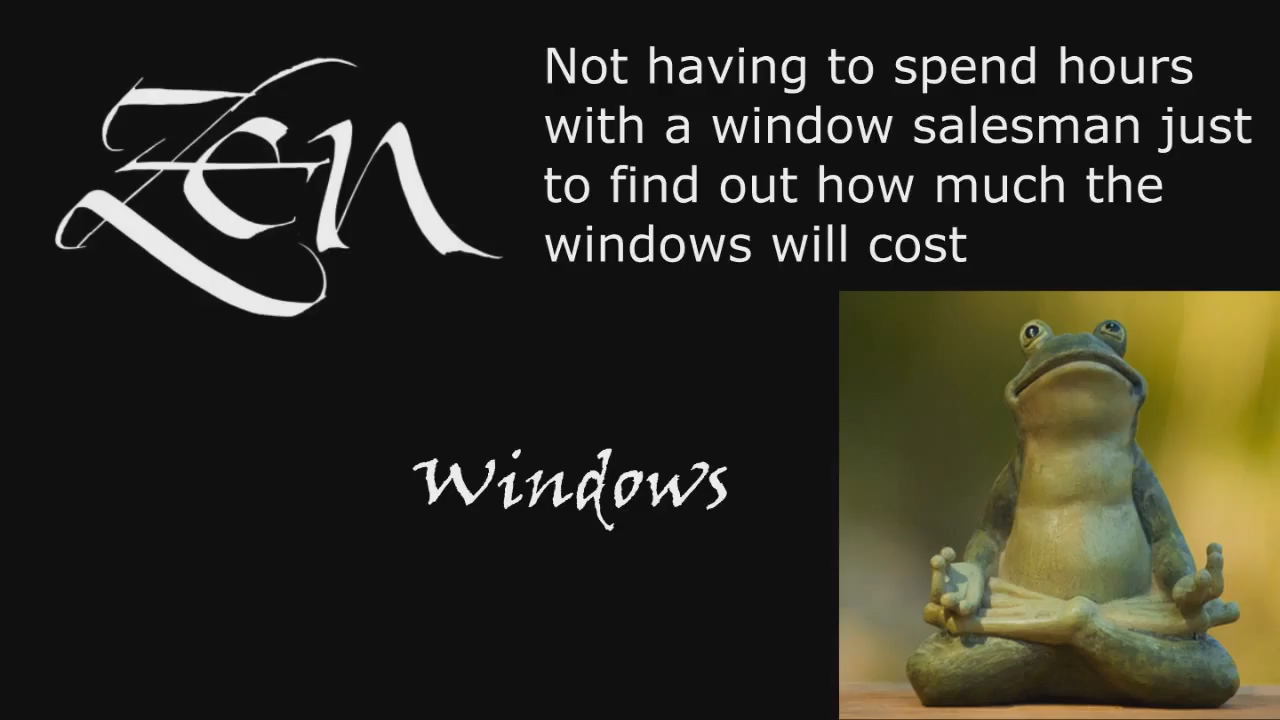 Zen
Not having to spend hours
with a window salesman just
to find out how much the
windows will cost
Windows